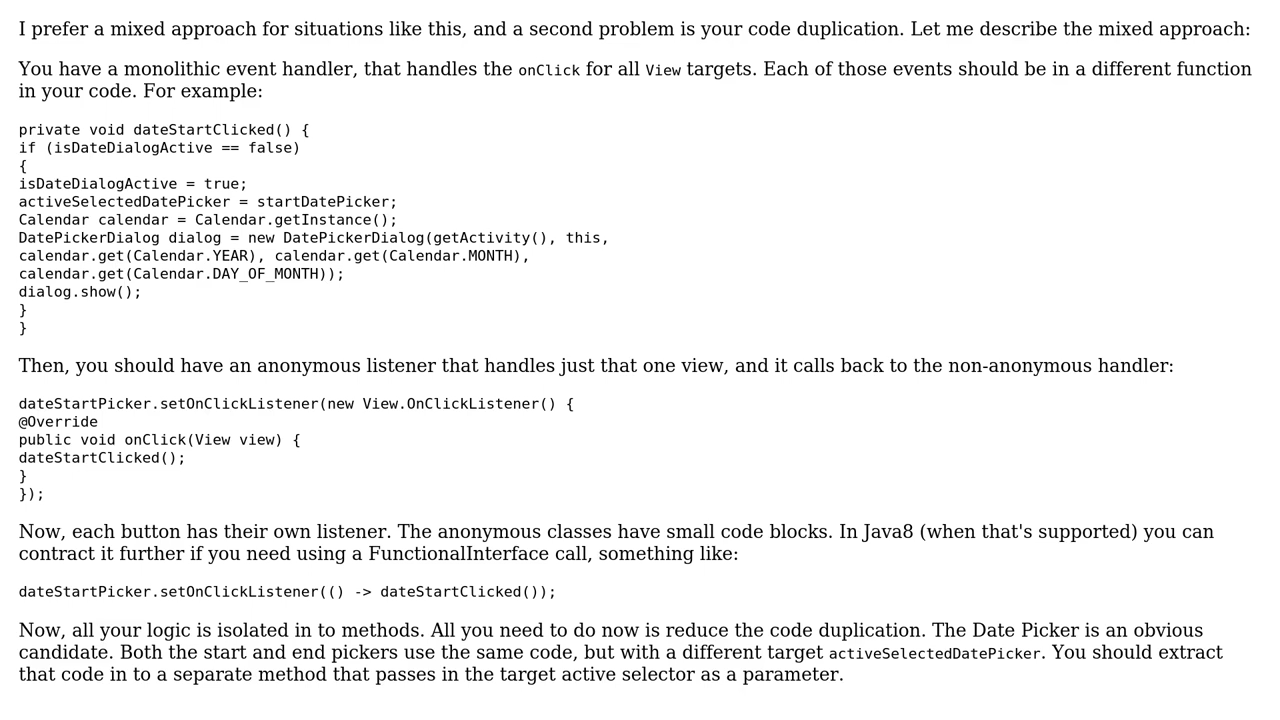 I prefer a mixed approach for situations like this, and a second problem is your code duplication. Let me describe the mixed approach:
You have a monolithic event handler, that handles the onClick for all View targets. Each of those events should be in a different function
in your code. For example:
private void dateStartClicked() {
if (isDateDialogActive == false)
{
isDateDialogActive = true;
activeSelectedDatePicker = startDatePicker;
Calendar calendar = Calendar.getInstance();
DatePickerDialog dialog = new DatePickerDialog(getActivity(), this,
calendar.get(Calendar.YEAR), calendar.get(Calendar.MONTH),
calendar.get(Calendar.DAY_OF_MONTH));
dialog.show();
}
}
Then, you should have an anonymous listener that handles just that one view, and it calls back to the non-anonymous handler:
dateStartPicker.setOnClickListener(new View.OnClickListener() {
@Override
public void onClick(View view) {
dateStartClicked();
}
});
Now, each button has their own listener. The anonymous classes have small code blocks. In Java8 (when that's supported) you can
contract it further if you need using a FunctionalInterface call, something like:
dateStartPicker.setOnClickListener(() -> dateStartClicked());
Now, all your logic is isolated in to methods. All you need to do now is reduce the code duplication. The Date Picker is an obvious
candidate. Both the start and end pickers use the same code, but with a different target activeSelectedDatePicker. You should extract
that code in to a separate method that passes in the target active selector as a parameter.